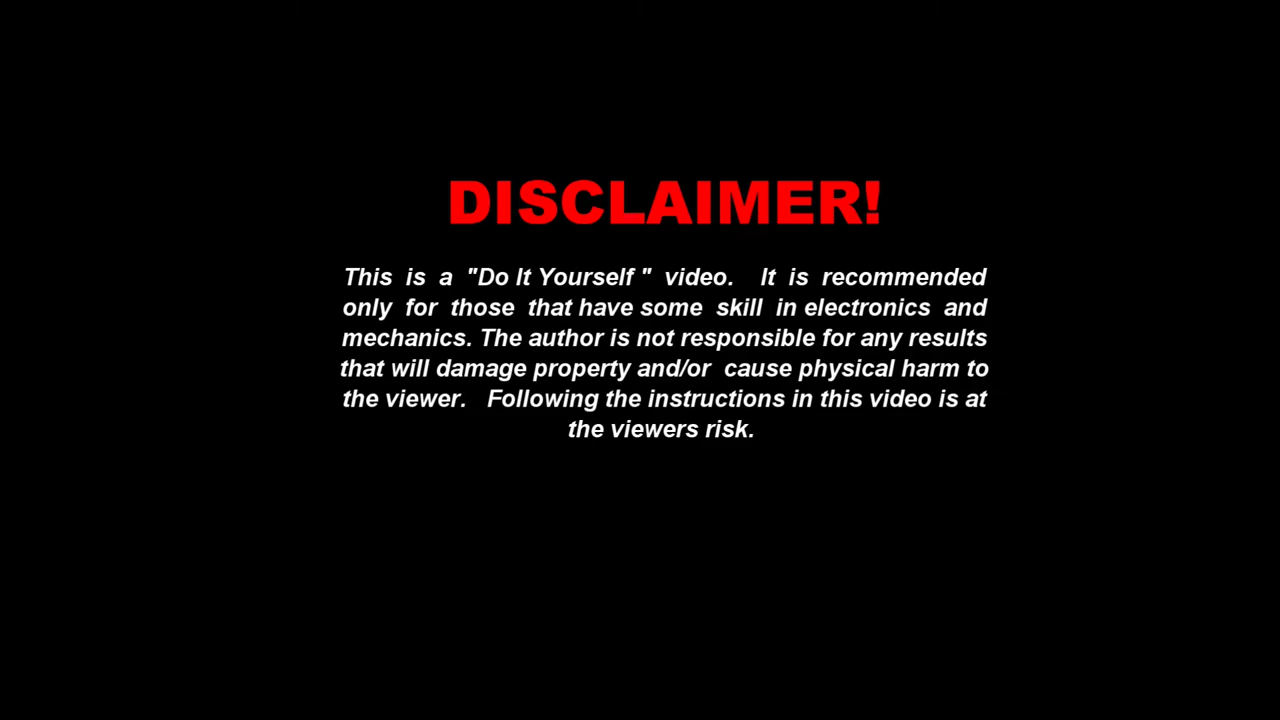 DISCLAIMER!
This is a "Do It Yourself " video. It is recommended
only for those that have some skill in electronics and
mechanics. The author is not responsible for any results
that will damage property and/or cause physical harm to
the viewer. Following the instructions in this video is at
the viewers risk.